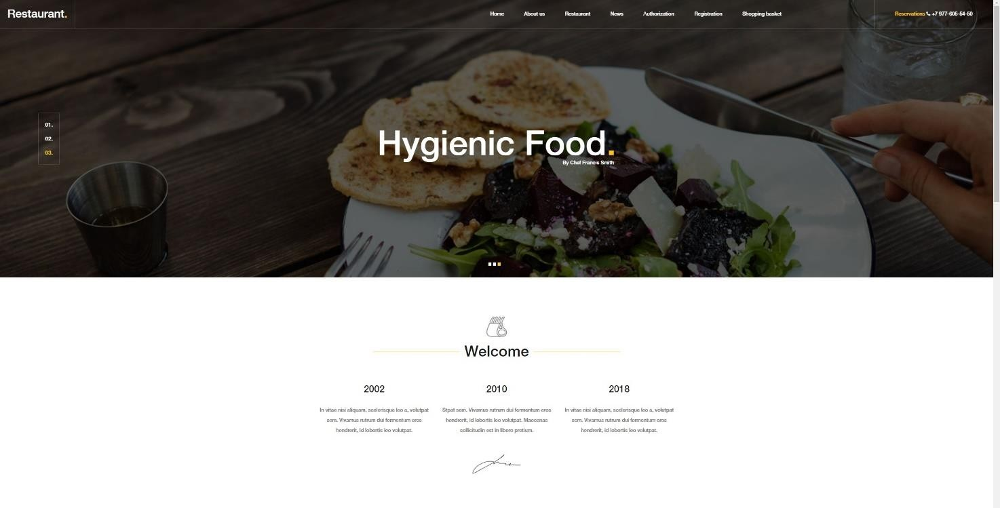 Restaurant.
Home About us Restaurant News Authorization Registration Shopping basket
Reservations +7 977-605-54-50
01.
02.
03.
Hygienic Food.
By Chef Francis Smith
Welcome
2002
In vitae nisi aliquam, scelerisque leo a, volutpat
sem. Vivamus rutrum dui fermentum eros
hendrerit, id lobortis leo volutpat.
2010
Stpat sem. Vivamus rutrum dui fermentum eros
hendrerit, id lobortis leo volutpat. Maecenas
sollicitudin est in libero pretium.
2018
In vitae nisi aliquam, scelerisque leo a, volutpat
sem. Vivamus rutrum dui fermentum eros
hendrerit, id lobortis leo volutpat.